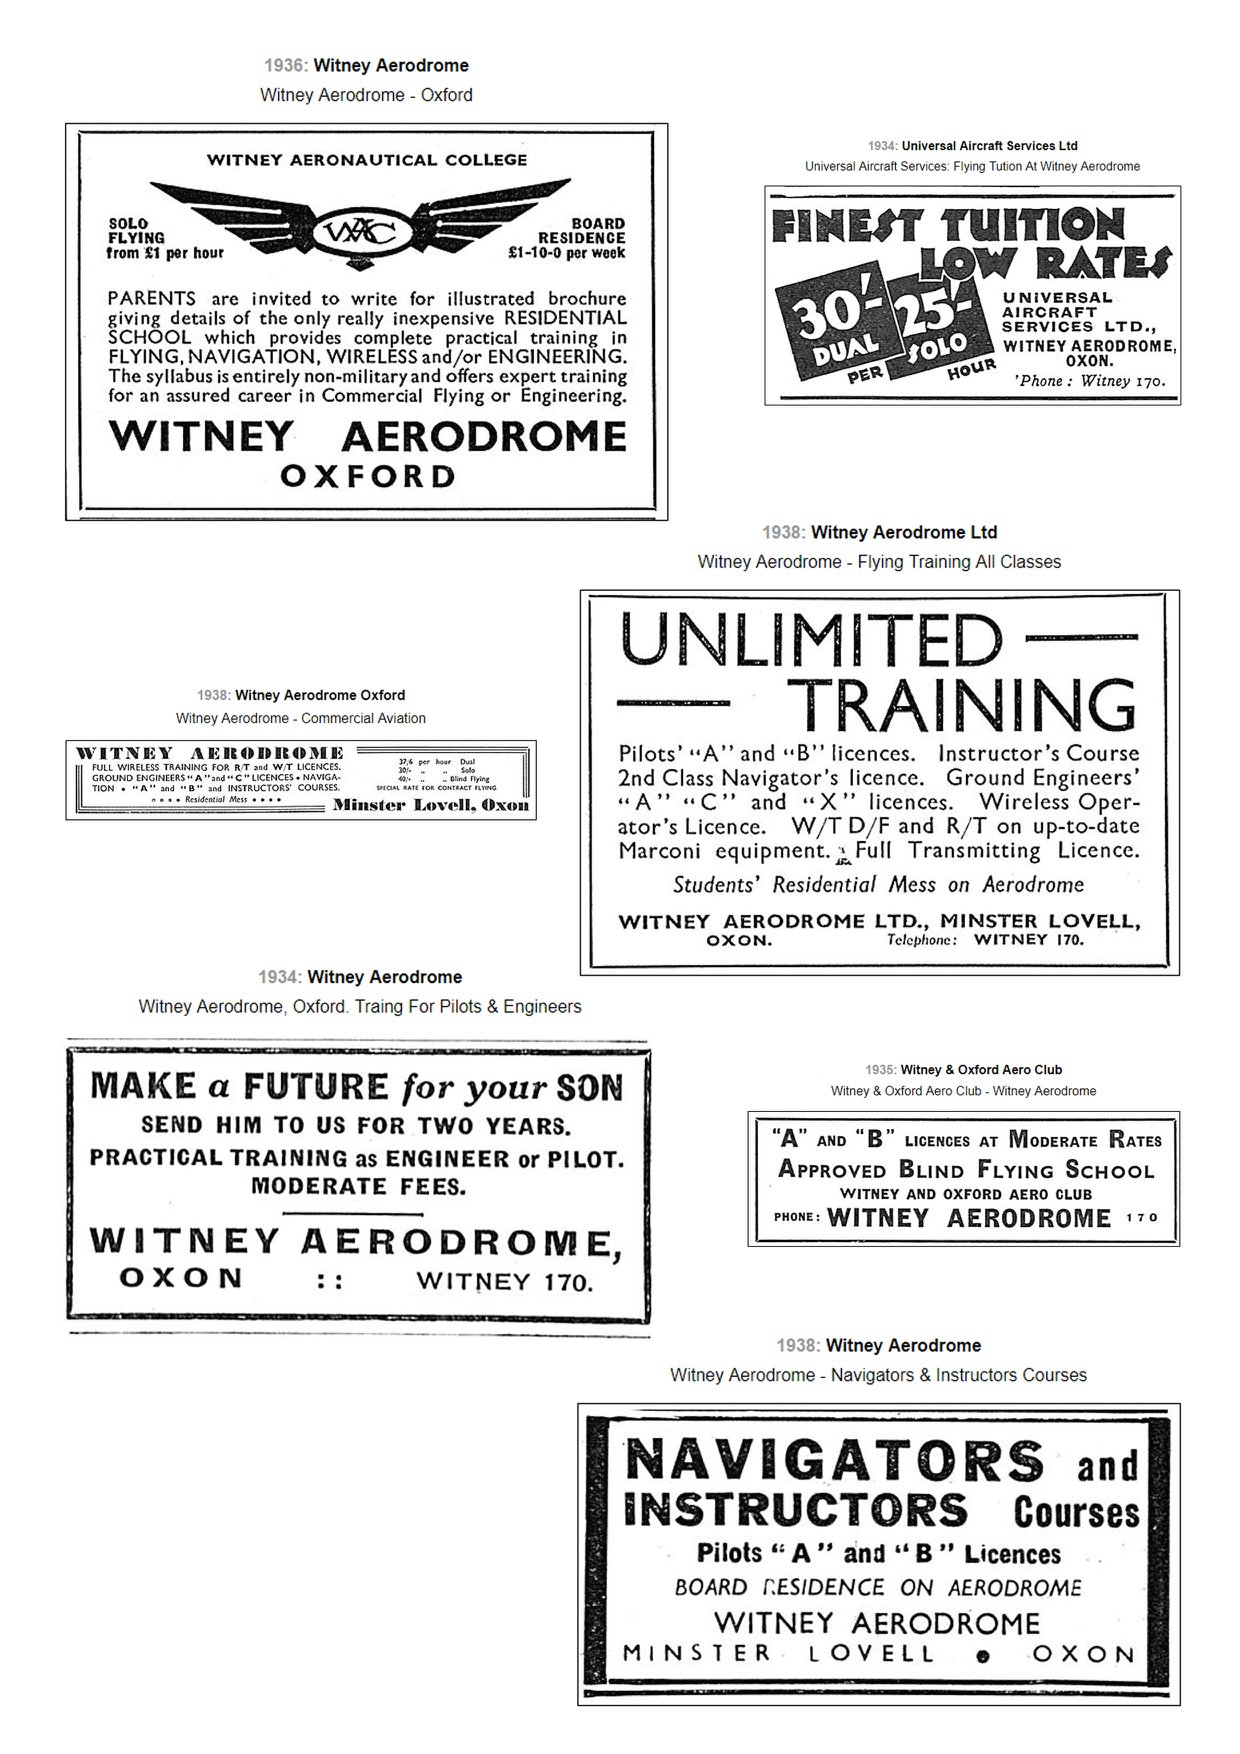 1936: Witney Aerodrome
Witney Aerodrome - Oxford
WITNEY AERONAUTICAL COLLEGE
WAC
SOLO
FLYING
from £1 per hour
BOARD
RESIDENCE
£1-10-0 per week
PARENTS are invited to write for illustrated brochure
giving details of the only really inexpensive RESIDENTIAL
SCHOOL which provides complete practical training in
FLYING, NAVIGATION, WIRELESS and/or ENGINEERING.
The syllabus is entirely non-military and offers expert training
for an assured career in Commercial Flying or Engineering.
WITNEY AERODROME
OXFORD
1934: Universal Aircraft Services Ltd
Universal Aircraft Services: Flying Tution At Witney Aerodrome
FINEST TUITION
LOW RATES
30'- DUAL PER
25'- SOLO HOUR
UNIVERSAL
AIRCRAFT
SERVICES LTD.,
WITNEY AERODROME,
OXON.
'Phone : Witney 170.
1938: Witney Aerodrome Ltd
Witney Aerodrome - Flying Training All Classes
UNLIMITED
TRAINING
Pilots' "A" and "B" licences. Instructor's Course
2nd Class Navigator's licence. Ground Engineers'
"A" "C" and "X" licences. Wireless Oper-
ator's Licence. W/T D/F and R/T on up-to-date
Marconi equipment. Full Transmitting Licence.
Students' Residential Mess on Aerodrome
WITNEY AERODROME LTD., MINSTER LOVELL,
OXON. Telephone: WITNEY 170.
1938: Witney Aerodrome Oxford
Witney Aerodrome - Commercial Aviation
WITNEY AERODROME
FULL WIRELESS TRAINING FOR R/T and W/T LICENCES.
GROUND ENGINEERS "A" and "C" LICENCES • NAVIGA-
TION • "A" and "B" and INSTRUCTORS' COURSES.
Residential Mess
37/6 per hour Dual
30/- " " Solo
40/- " " Blind Flying
SPECIAL RATE FOR CONTRACT FLYING
Minster Lovell, Oxon
1934: Witney Aerodrome
Witney Aerodrome, Oxford. Traing For Pilots & Engineers
MAKE a FUTURE for your SON
SEND HIM TO US FOR TWO YEARS.
PRACTICAL TRAINING as ENGINEER or PILOT.
MODERATE FEES.
WITNEY AERODROME,
OXON :: WITNEY 170.
1935: Witney & Oxford Aero Club
Witney & Oxford Aero Club - Witney Aerodrome
"A" AND "B" LICENCES AT MODERATE RATES
APPROVED BLIND FLYING SCHOOL
WITNEY AND OXFORD AERO CLUB
PHONE: WITNEY AERODROME 170
1938: Witney Aerodrome
Witney Aerodrome - Navigators & Instructors Courses
NAVIGATORS and
INSTRUCTORS Courses
Pilots "A" and "B" Licences
BOARD RESIDENCE ON AERODROME
WITNEY AERODROME
MINSTER LOVELL • OXON